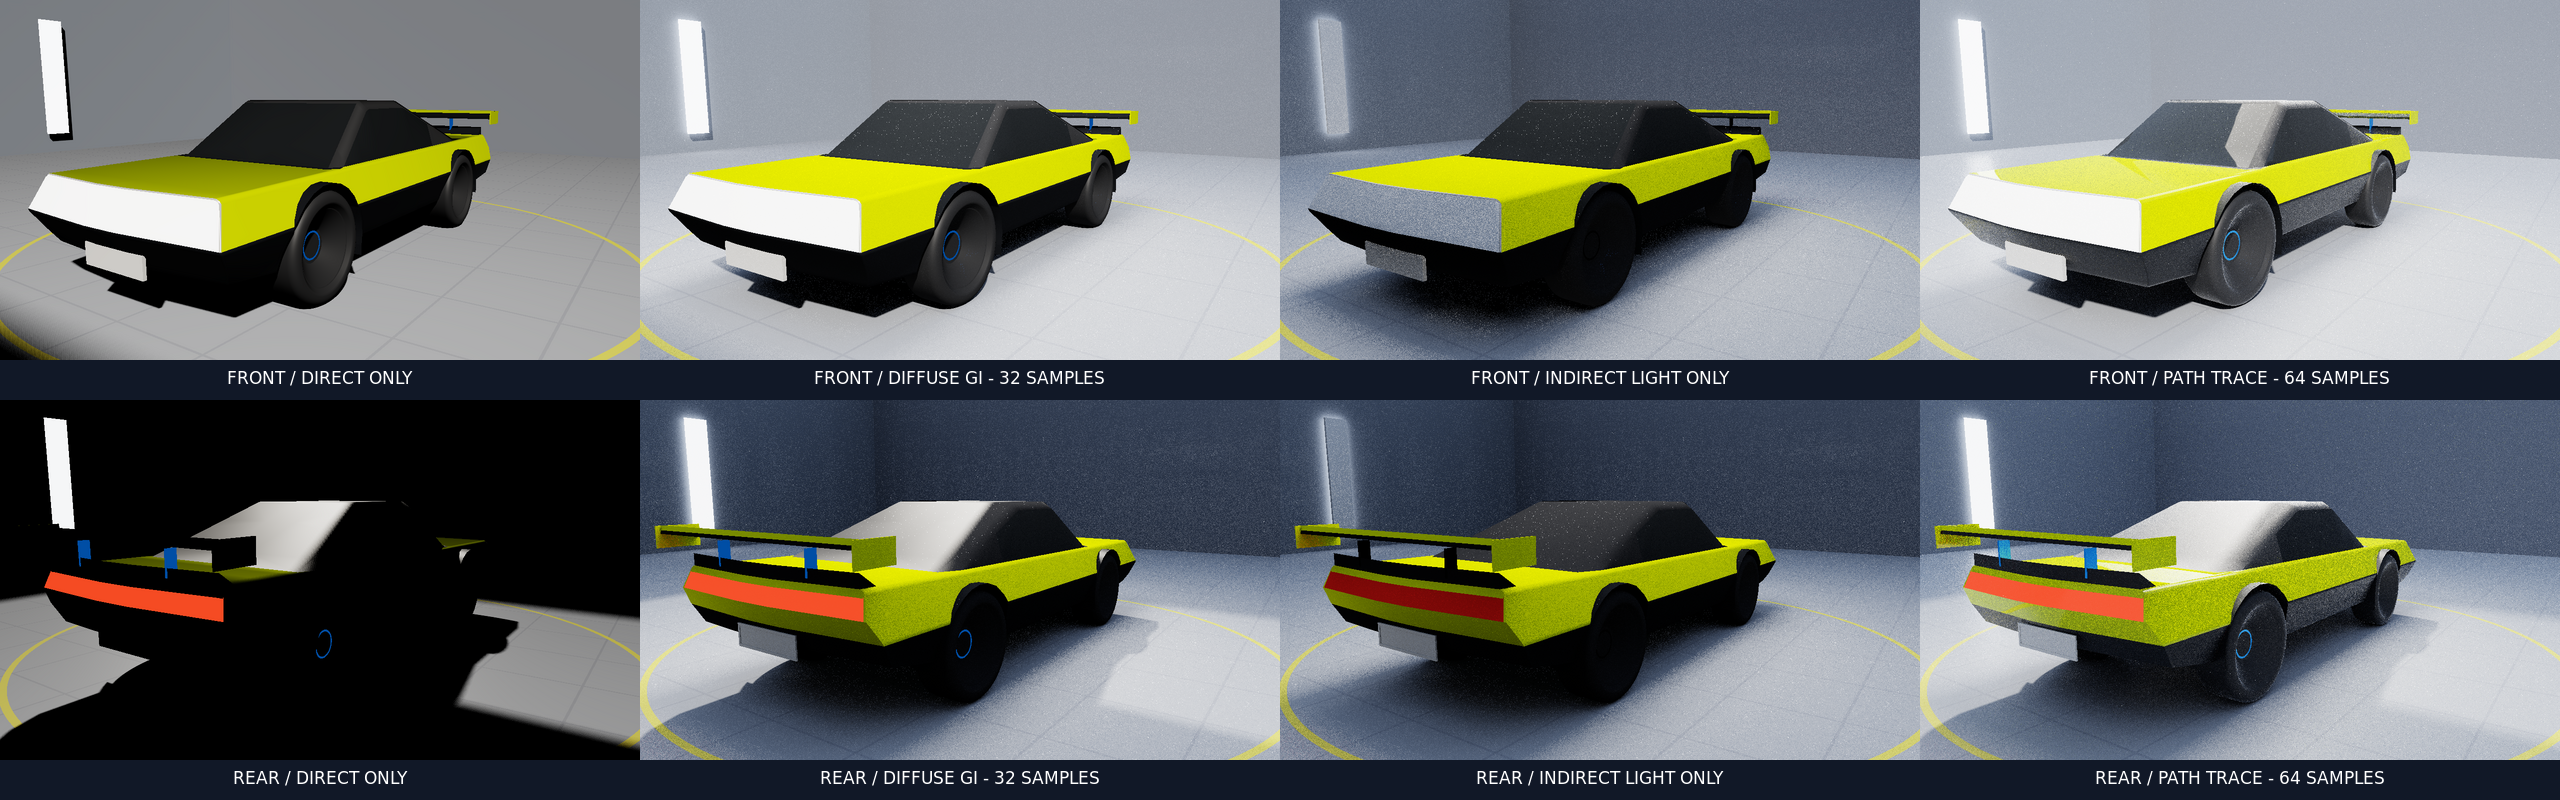 FRONT / DIRECT ONLY
FRONT / DIFFUSE GI - 32 SAMPLES
FRONT / INDIRECT LIGHT ONLY
FRONT / PATH TRACE - 64 SAMPLES
REAR / DIRECT ONLY
REAR / DIFFUSE GI - 32 SAMPLES
REAR / INDIRECT LIGHT ONLY
REAR / PATH TRACE - 64 SAMPLES